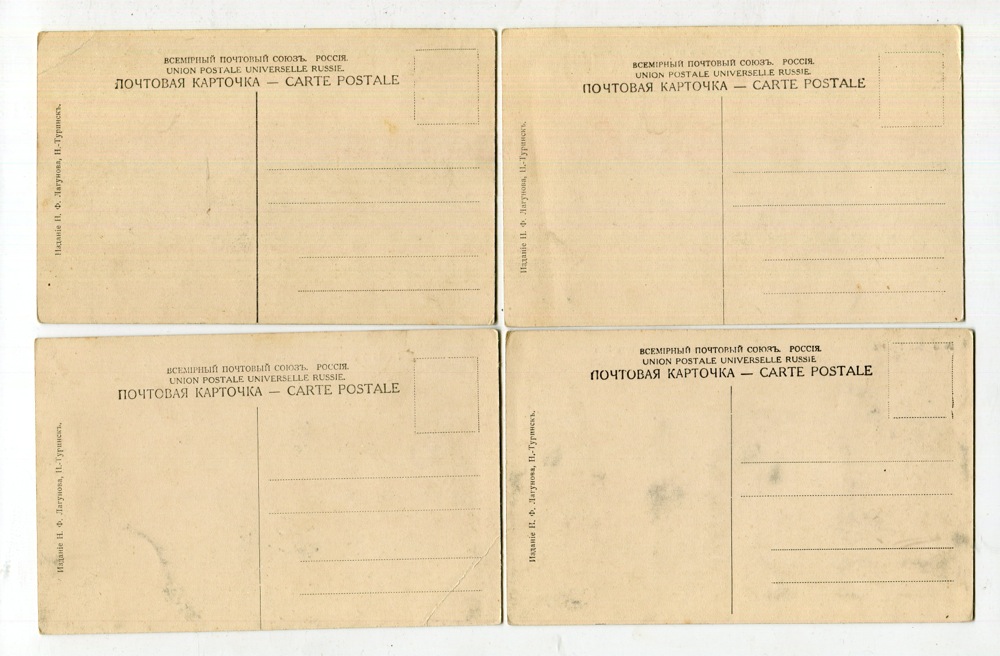 ВСЕМІРНЫЙ ПОЧТОВЫЙ СОЮЗЪ. РОССІЯ.
UNION POSTALE UNIVERSELLE RUSSIE.
ПОЧТОВАЯ КАРТОЧКА — CARTE POSTALE
Изданіе Н. Ф. Лагунова, Н.-Туринскъ.
ВСЕМІРНЫЙ ПОЧТОВЫЙ СОЮЗЪ. РОССІЯ.
UNION POSTALE UNIVERSELLE RUSSIE.
ПОЧТОВАЯ КАРТОЧКА — CARTE POSTALE
Изданіе Н. Ф. Лагунова, Н.-Туринскъ.
ВСЕМІРНЫЙ ПОЧТОВЫЙ СОЮЗЪ. РОССІЯ.
UNION POSTALE UNIVERSELLE RUSSIE.
ПОЧТОВАЯ КАРТОЧКА — CARTE POSTALE
Изданіе Н. Ф. Лагунова, Н.-Туринскъ.
ВСЕМІРНЫЙ ПОЧТОВЫЙ СОЮЗЪ. РОССІЯ.
UNION POSTALE UNIVERSELLE RUSSIE
ПОЧТОВАЯ КАРТОЧКА — CARTE POSTALE
Изданіе Н. Ф. Лагунова, Н.-Туринскъ.